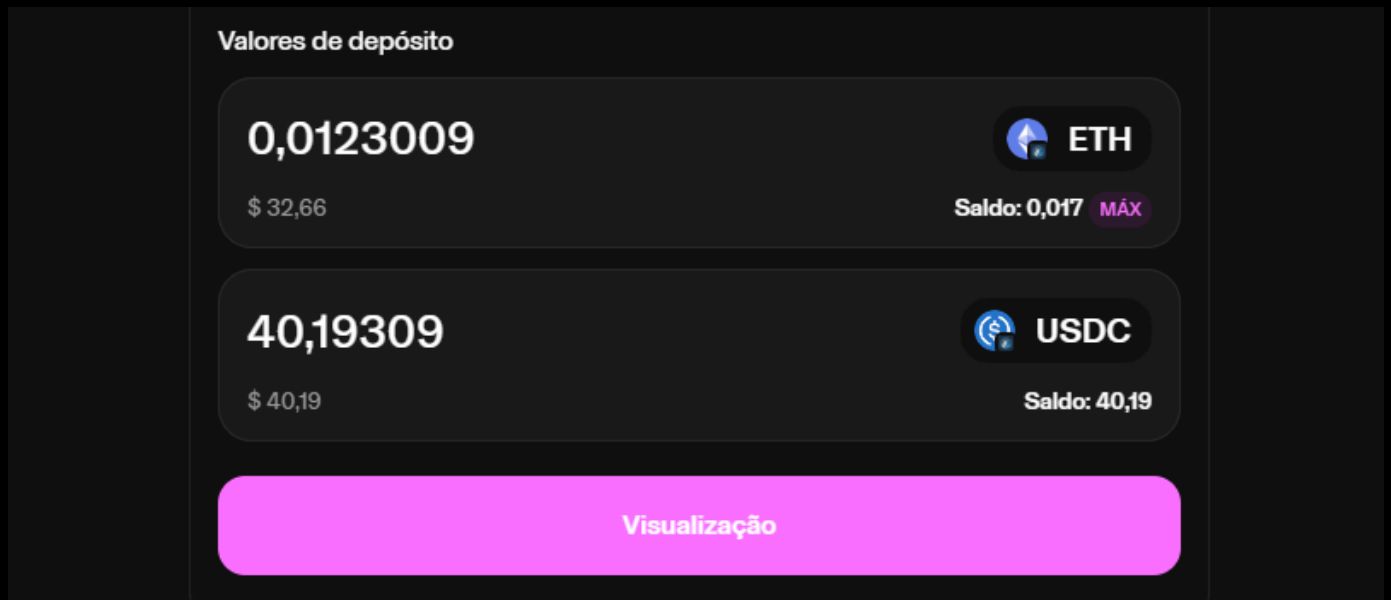 Valores de depósito
0,0123009
ETH
$ 32,66
Saldo: 0,017 MÁX
40,19309
USDC
$ 40,19
Saldo: 40,19
Visualização